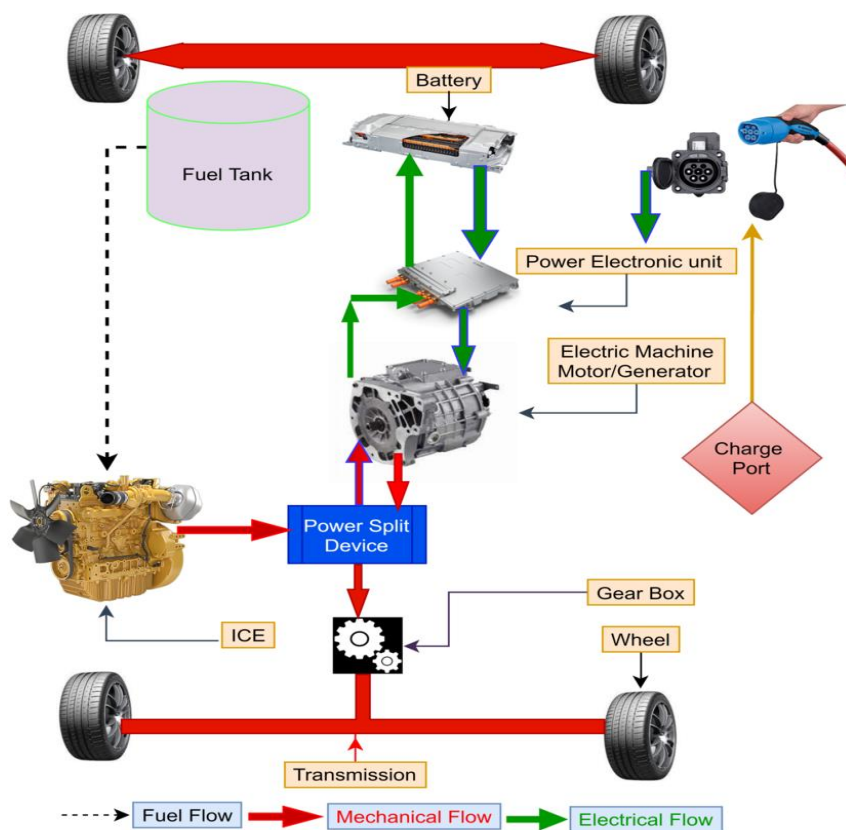 Battery
Fuel Tank
Power Electronic unit
Electric Machine
Motor/Generator
Charge
Port
Power Split
Device
Gear Box
ICE
Wheel
Transmission
Fuel Flow
Mechanical Flow
Electrical Flow